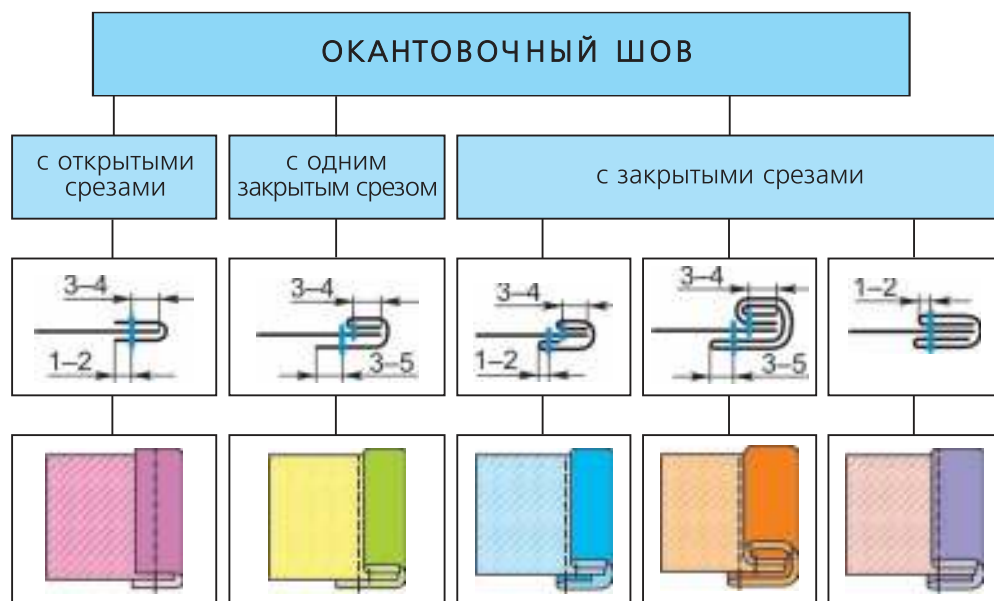 ОКАНТОВОЧНЫЙ ШОВ
с открытыми
срезами
с одним
закрытым срезом
с закрытыми срезами
3–4
1–2
3–4
3–5
3–4
1–2
3–4
3–5
1–2